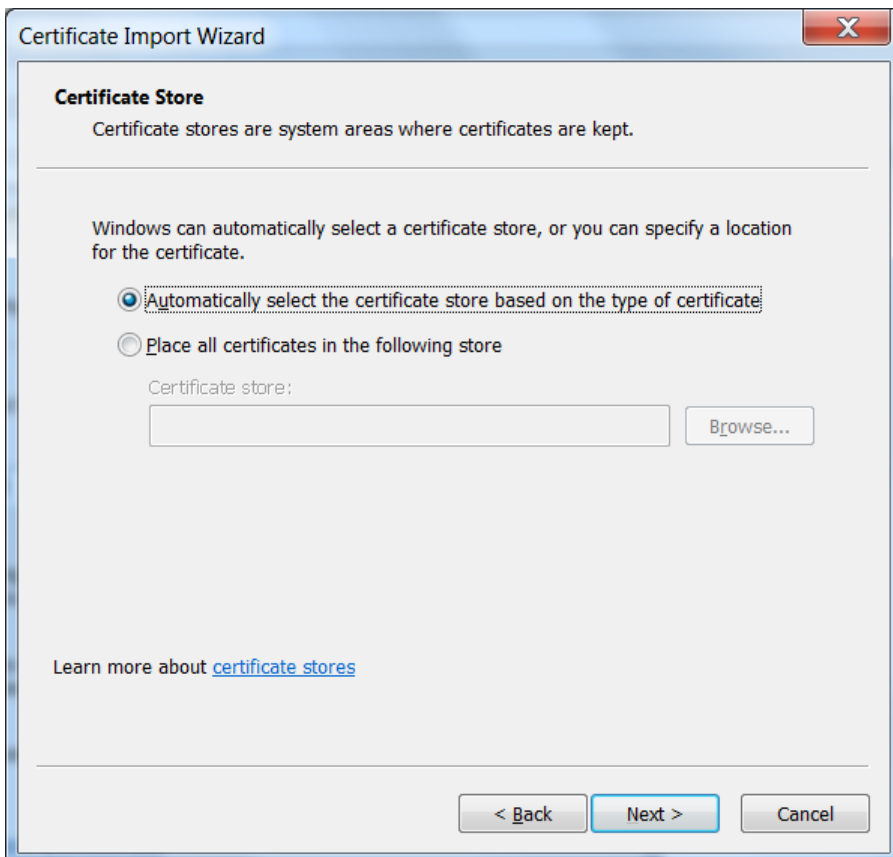 Certificate Import Wizard
X
Certificate Store
Certificate stores are system areas where certificates are kept.
Windows can automatically select a certificate store, or you can specify a location
for the certificate.
Automatically select the certificate store based on the type of certificate
Place all certificates in the following store
Certificate store:
Browse...
Learn more about certificate stores
< Back
Next >
Cancel